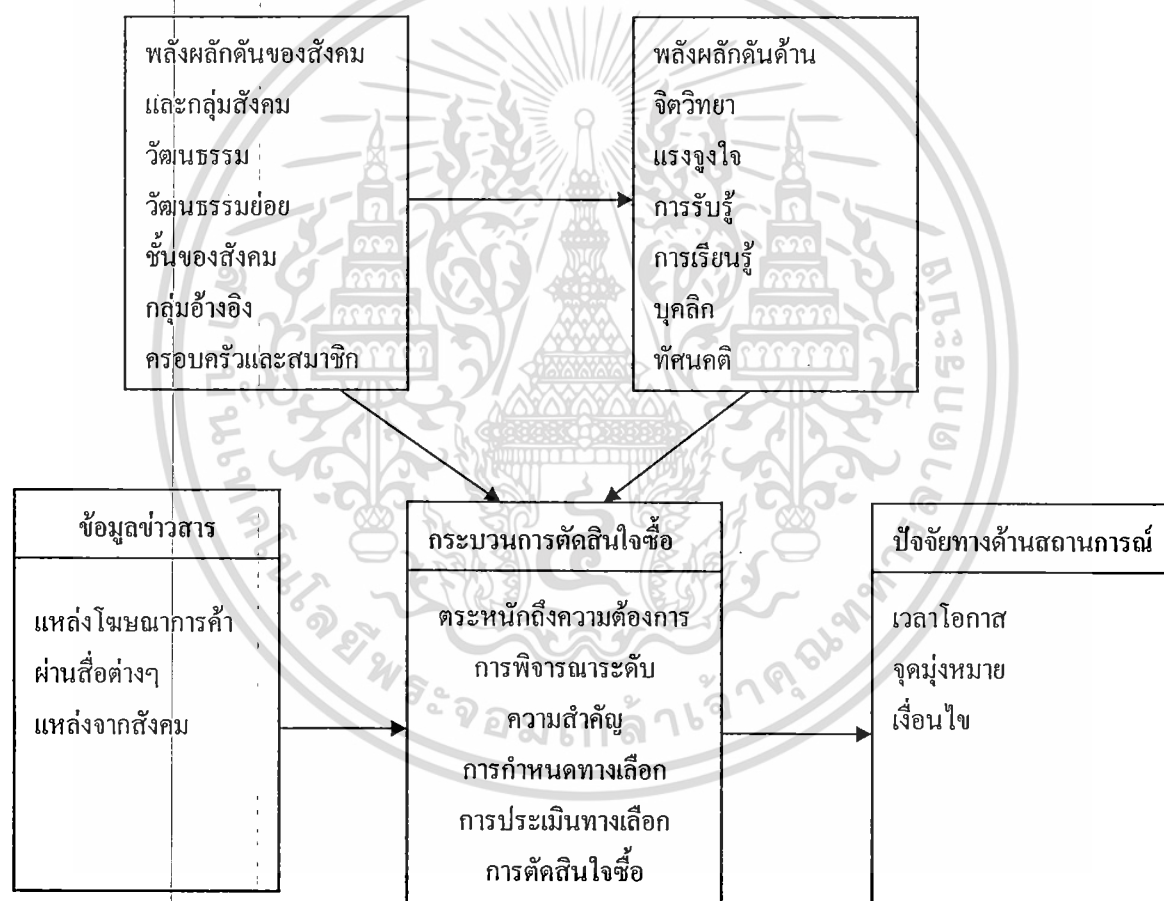 พลังผลักดันของสังคม
และกลุ่มสังคม
วัฒนธรรม
วัฒนธรรมย่อย
ชั้นของสังคม
กลุ่มอ้างอิง
ครอบครัวและสมาชิก
พลังผลักดันด้าน
จิตวิทยา
แรงจูงใจ
การรับรู้
การเรียนรู้
บุคลิก
ทัศนคติ
ข้อมูลข่าวสาร
แหล่งโฆษณาการค้า
ผ่านสื่อต่างๆ
แหล่งจากสังคม
กระบวนการตัดสินใจซื้อ
ตระหนักถึงความต้องการ
การพิจารณาระดับ
ความสำคัญ
การกำหนดทางเลือก
การประเมินทางเลือก
การตัดสินใจซื้อ
ปัจจัยทางด้านสถานการณ์
เวลาโอกาส
จุดมุ่งหมาย
เงื่อนไข